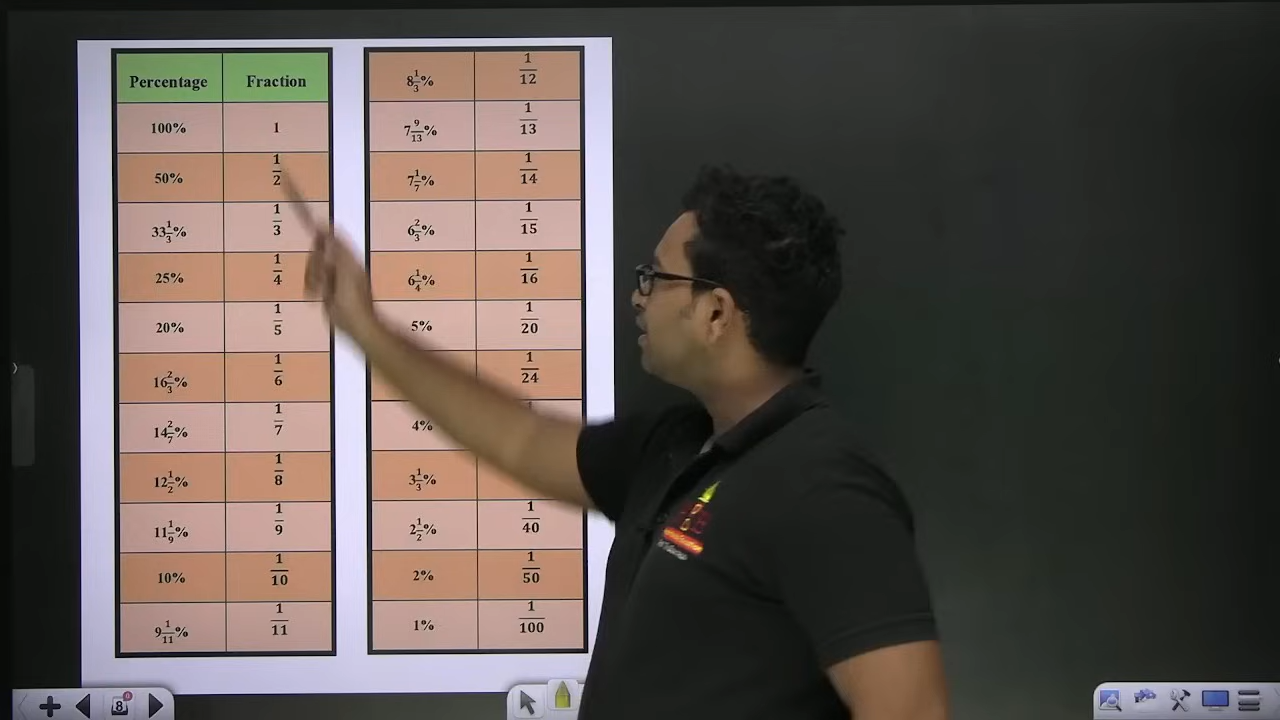 Percentage Fraction
100% 1
50% 1/2
33 1/3% 1/3
25% 1/4
20% 1/5
16 2/3% 1/6
14 2/7% 1/7
12 1/2% 1/8
11 1/9% 1/9
10% 1/10
9 1/11% 1/11
8 1/3% 1/12
7 9/13% 1/13
7 1/7% 1/14
6 2/3% 1/15
6 1/4% 1/16
5% 1/20
1/24
4%
3 1/3%
2 1/2% 1/40
2% 1/50
1% 1/100
8